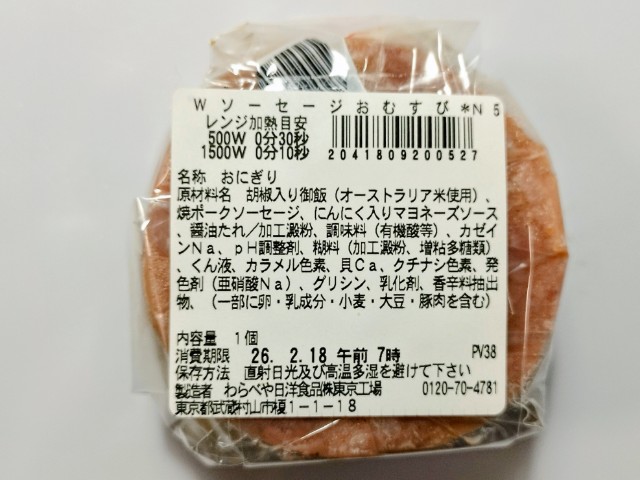 W ソーセージおむすび *N 5
レンジ加熱目安
500W 0分30秒
1500W 0分10秒
2041809200527
名称 おにぎり
原材料名 胡椒入り御飯（オーストラリア米使用）、
焼ポークソーセージ、にんにく入りマヨネーズソース
、醤油たれ／加工澱粉、調味料（有機酸等）、カゼイ
ンNa、pH調整剤、糊料（加工澱粉、増粘多糖類）
、くん液、カラメル色素、貝Ca、クチナシ色素、発
色剤（亜硝酸Na）、グリシン、乳化剤、香辛料抽出
物、（一部に卵・乳成分・小麦・大豆・豚肉を含む）
内容量 1個
消費期限 26. 2.18 午前 7時 PV38
保存方法 直射日光及び高温多湿を避けて下さい
製造者 わらべや日洋食品㈱東京工場 0120-70-4781
東京都武蔵村山市榎1-1-18